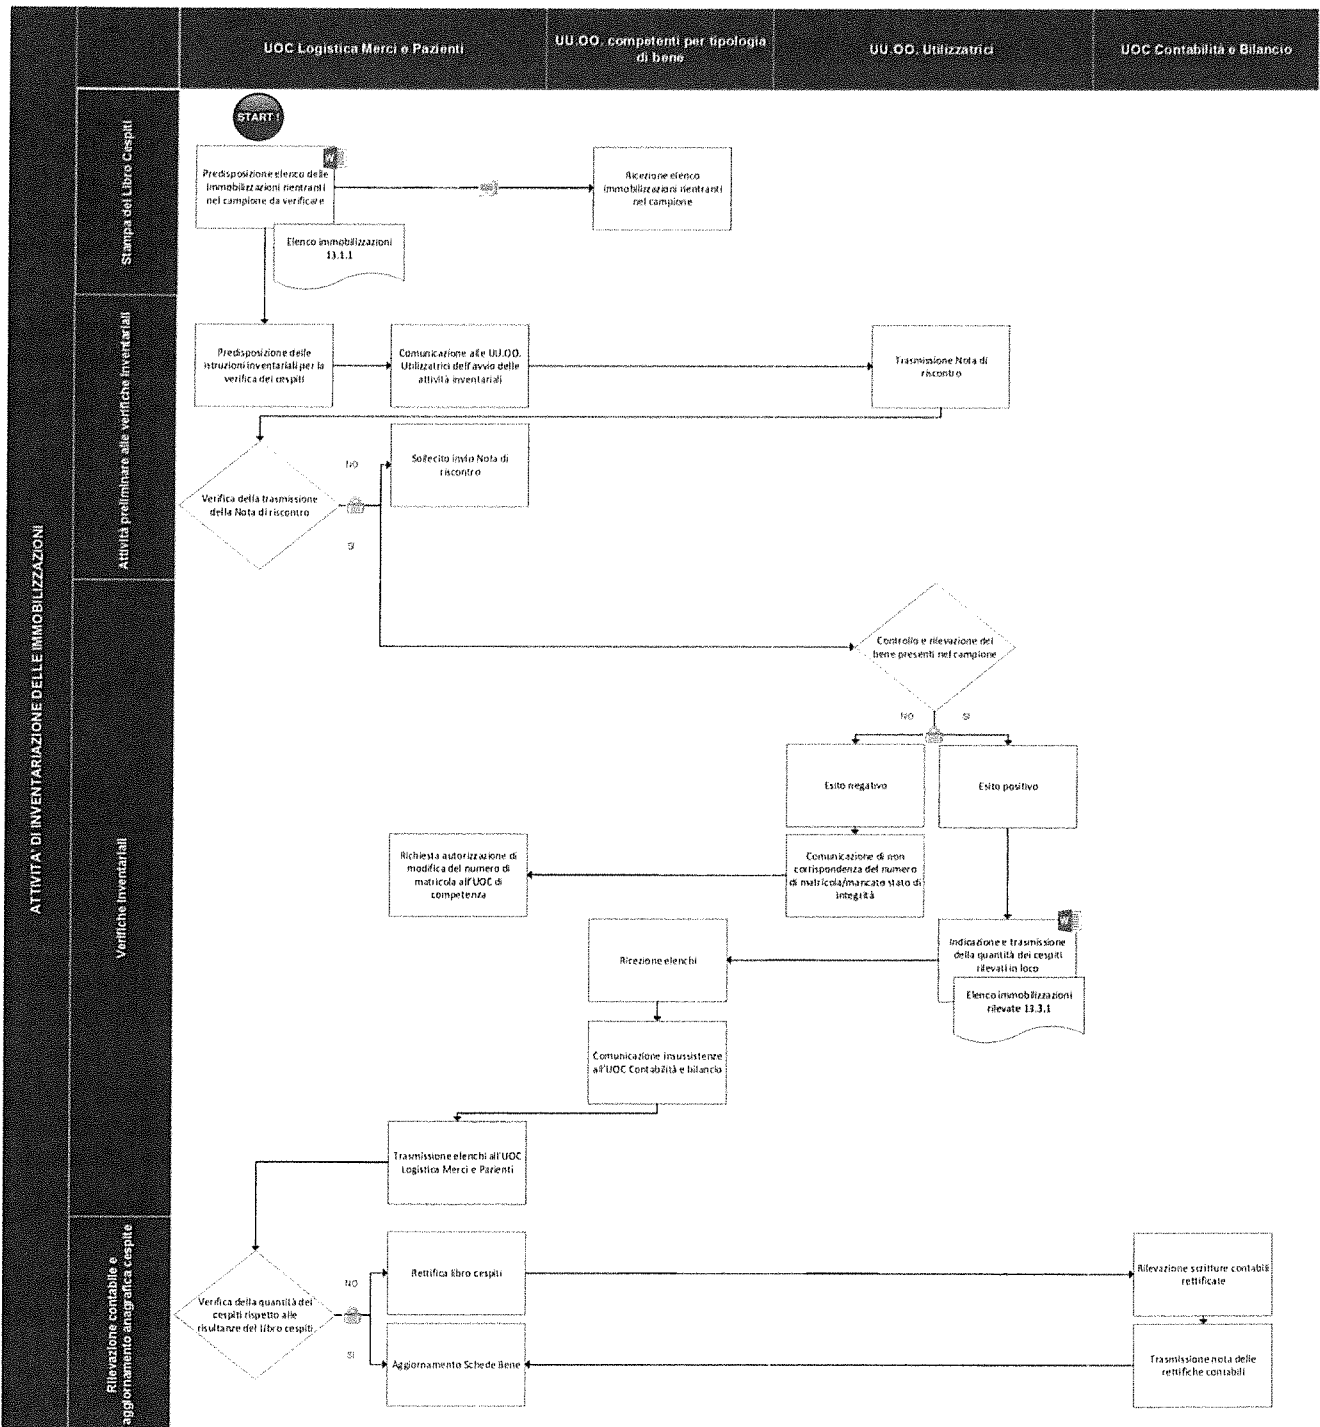 UOC Logistica Merci e Pazienti
UU.OO. competenti per tipologia
di bene
UU.OO. Utilizzatrici
UOC Contabilità e Bilancio
ATTIVITA' DI INVENTARIAZIONE DELLE IMMOBILIZZAZIONI
Stampa del Libro Cespiti
START !
Predisposizione elenco delle
immobilizzazioni rientranti
nel campione da verificare
W
Elenco immobilizzazioni
13.1.1
Ricezione elenco
immobilizzazioni rientranti
nel campione
Attività preliminare alle verifiche inventariali
Predisposizione delle
istruzioni inventariali per la
verifica dei cespiti
Comunicazione alle UU.OO.
Utilizzatrici dell'avvio delle
attività inventariali
Trasmissione Nota di
riscontro
Verifica della trasmissione
della Nota di riscontro
NO
SI
Sollecito invio Nota di
riscontro
Verifiche Inventariali
Controllo e rilevazione dei
bene presenti nel campione
NO
SI
Esito negativo
Esito positivo
Richiesta autorizzazione di
modifica del numero di
matricola all'UOC di
competenza
Comunicazione di non
corrispondenza del numero
di matricola/mancato stato di
integrità
Ricezione elenchi
Indicazione e trasmissione
della quantità dei cespiti
rilevati in loco
W
Elenco immobilizzazioni
rilevate 13.3.1
Comunicazione insussistenze
all'UOC Contabilità e bilancio
Trasmissione elenchi all'UOC
Logistica Merci e Pazienti
Rilevazione contabile e
aggiornamento anagrafica cespite
Verifica della quantità dei
cespiti rispetto alle
risultanze del libro cespiti
NO
SI
Rettifica libro cespiti
Aggiornamento Schede Bene
Rilevazione scritture contabili
rettificate
Trasmissione nota delle
rettifiche contabili